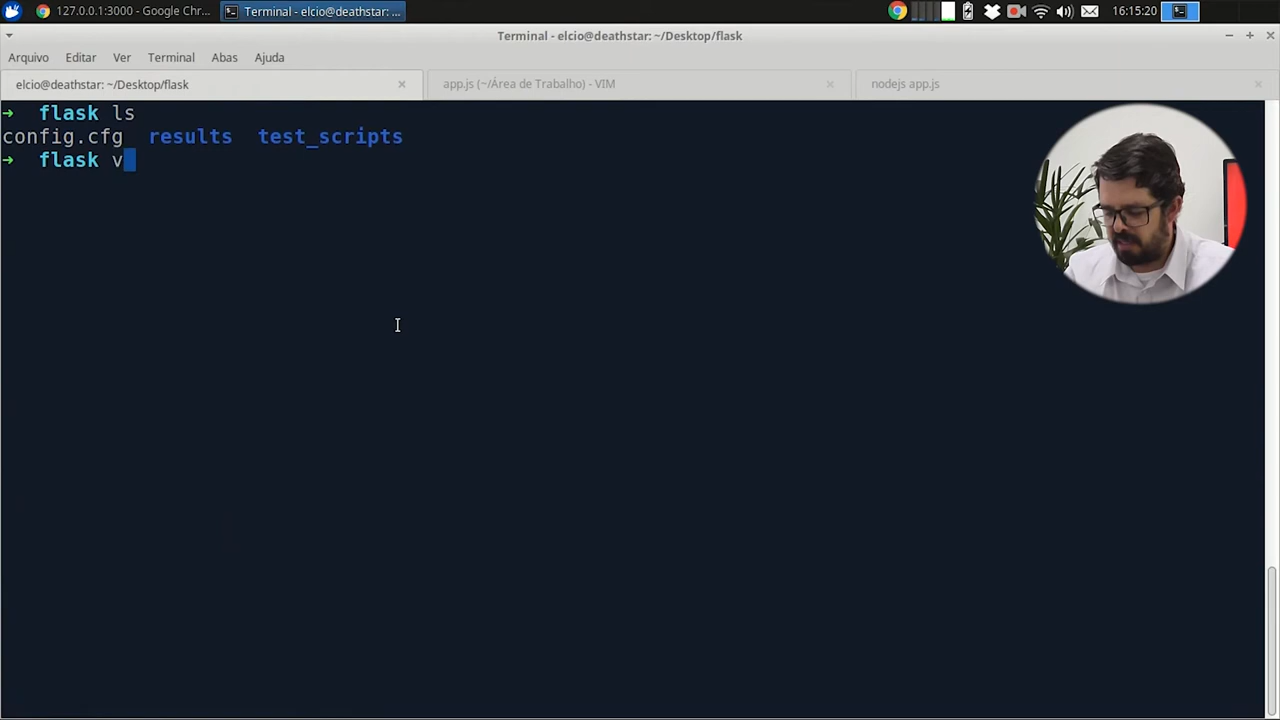 127.0.0.1:3000 - Google Chr...
Terminal - elcio@deathstar: ...
16:15:20
Terminal - elcio@deathstar: ~/Desktop/flask
Arquivo Editar Ver Terminal Abas Ajuda
elcio@deathstar: ~/Desktop/flask
app.js (~/Área de Trabalho) - VIM
nodejs app.js
➜ flask ls
config.cfg results test_scripts
➜ flask v